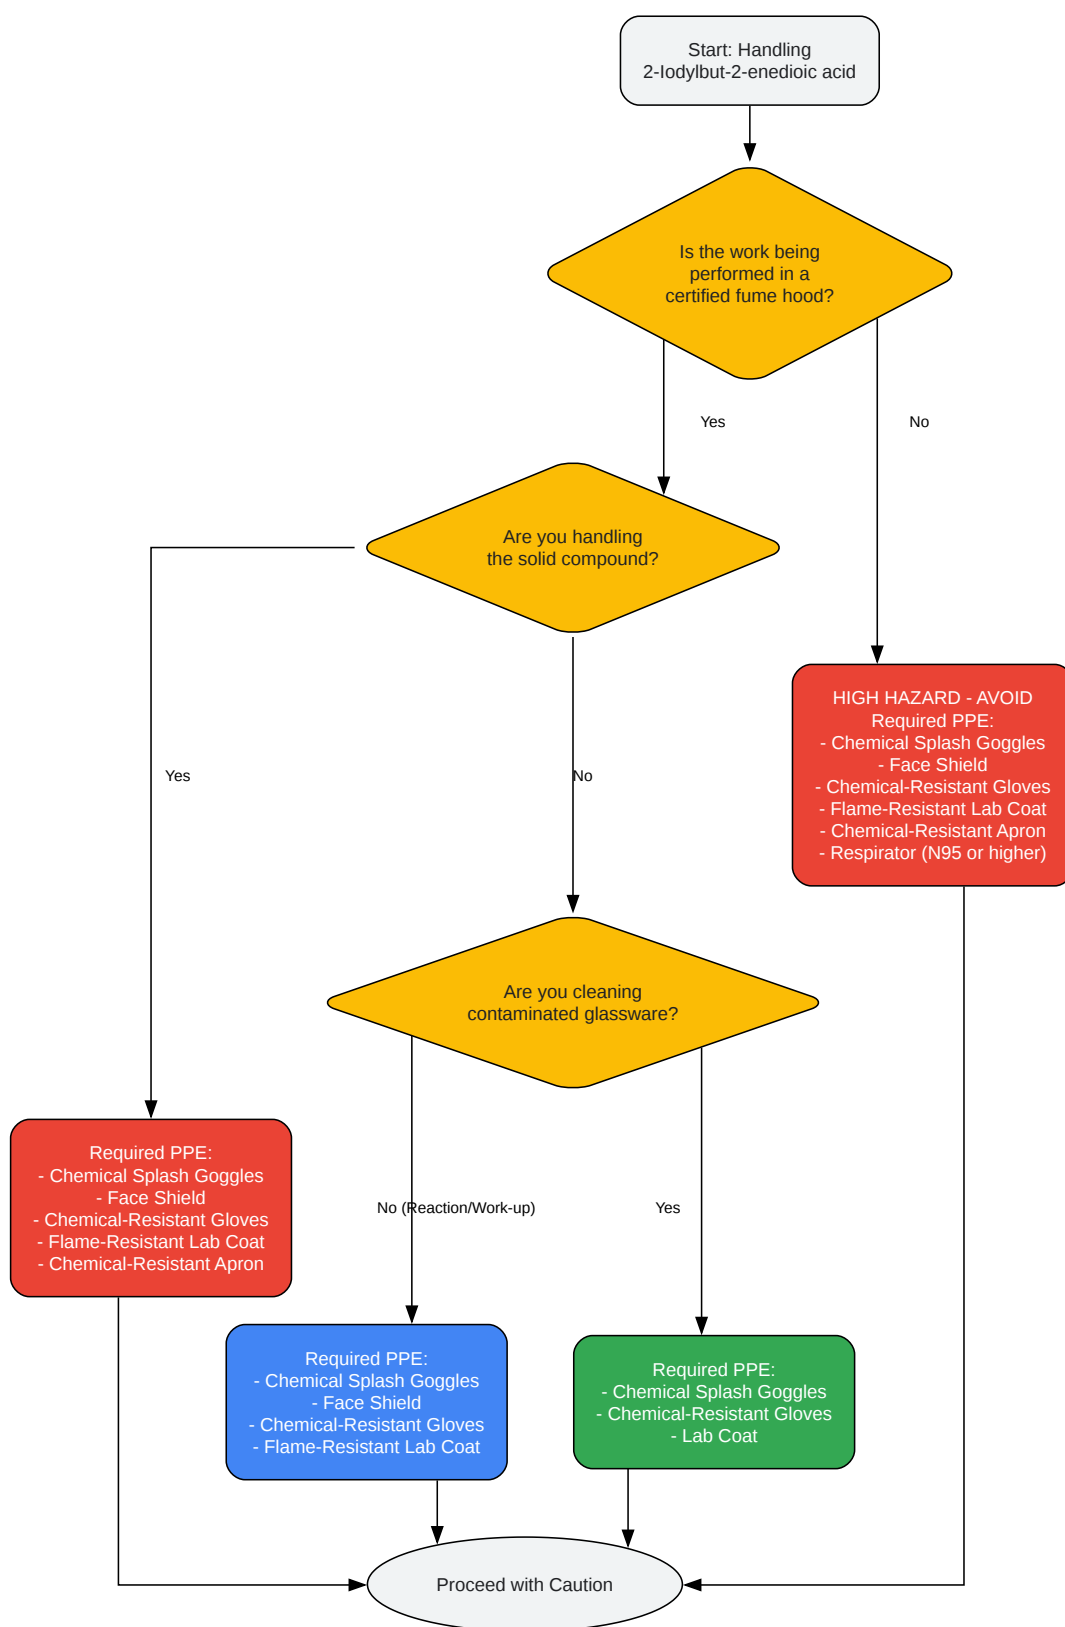 Start: Handling
2-Iodylbut-2-enedioic acid
Is the work being
performed in a
certified fume hood?
Yes
No
Are you handling
the solid compound?
HIGH HAZARD - AVOID
Required PPE:
- Chemical Splash Goggles
- Face Shield
- Chemical-Resistant Gloves
- Flame-Resistant Lab Coat
- Chemical-Resistant Apron
- Respirator (N95 or higher)
Yes
No
Are you cleaning
contaminated glassware?
Required PPE:
- Chemical Splash Goggles
- Face Shield
- Chemical-Resistant Gloves
- Flame-Resistant Lab Coat
- Chemical-Resistant Apron
No (Reaction/Work-up)
Yes
Required PPE:
- Chemical Splash Goggles
- Face Shield
- Chemical-Resistant Gloves
- Flame-Resistant Lab Coat
Required PPE:
- Chemical Splash Goggles
- Chemical-Resistant Gloves
- Lab Coat
Proceed with Caution